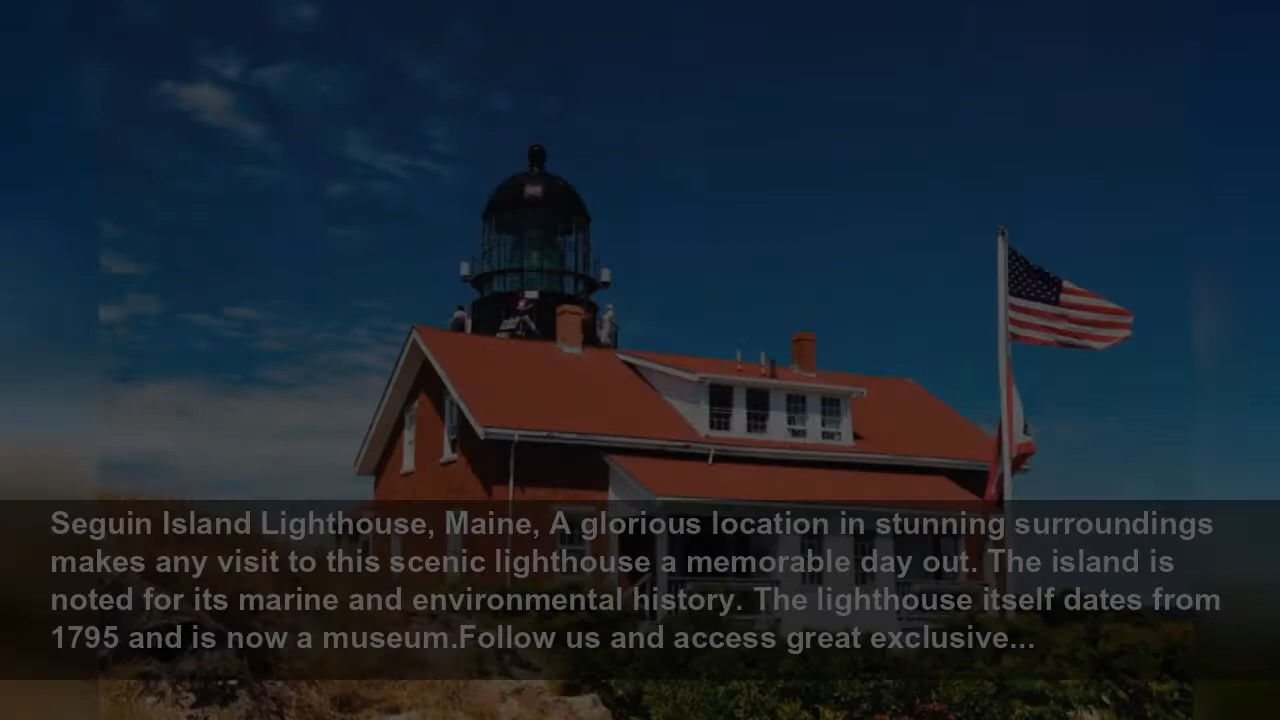 Seguin Island Lighthouse, Maine, A glorious location in stunning surroundings
makes any visit to this scenic lighthouse a memorable day out. The island is
noted for its marine and environmental history. The lighthouse itself dates from
1795 and is now a museum.Follow us and access great exclusive...